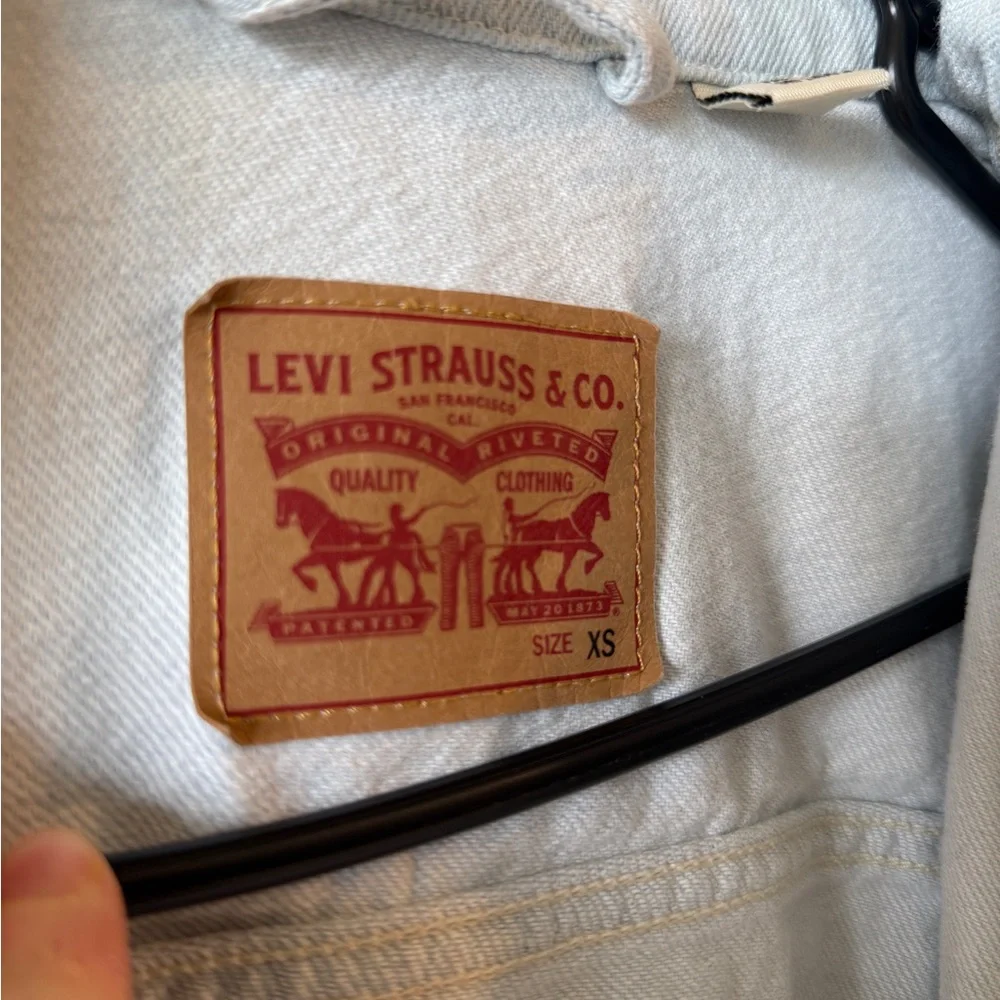 LEVI STRAUSS & CO.
SAN FRANCISCO
CAL.
ORIGINAL RIVETED
QUALITY CLOTHING
PATENTED MAY 20 1873 ®
SIZE XS